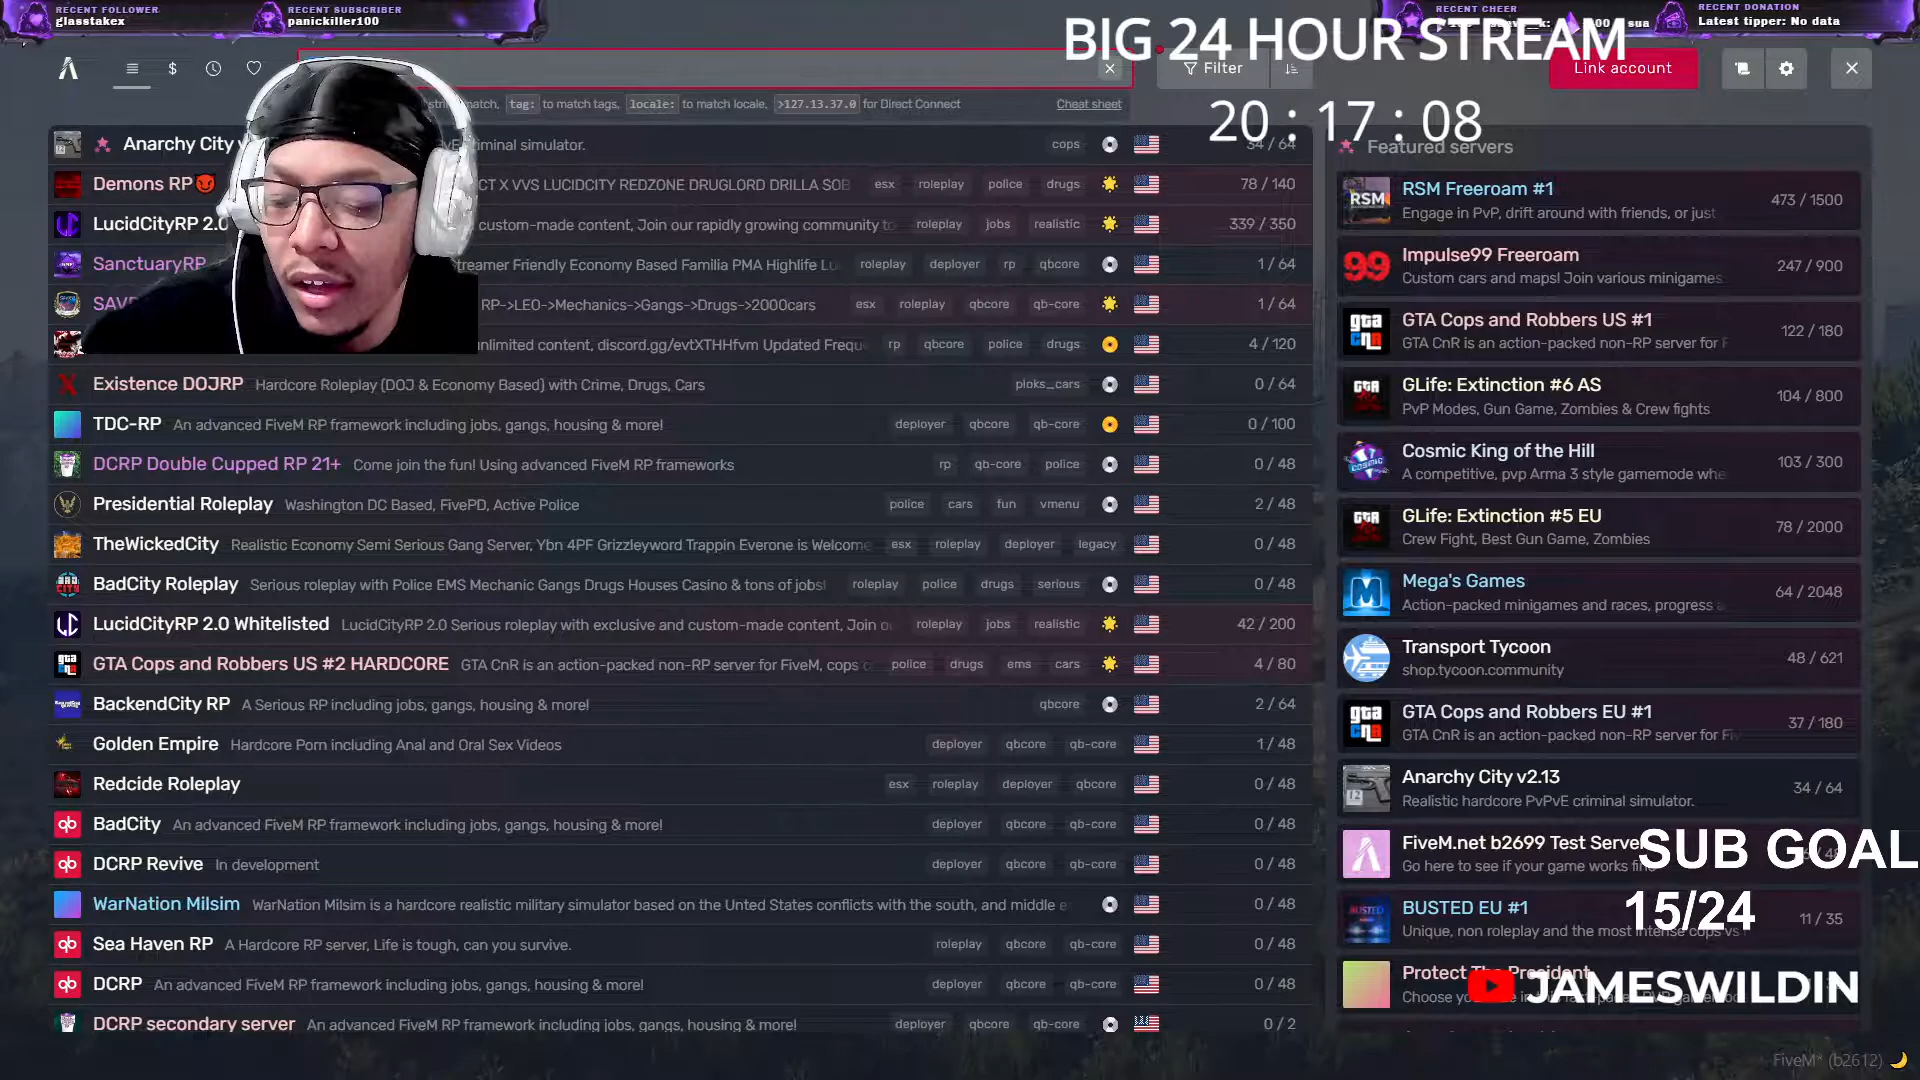 RECENT FOLLOWER
glasstakex
RECENT SUBSCRIBER
panickiller100
RECENT CHEER
RECENT DONATION
Latest tipper: No data
BIG 24 HOUR STREAM
20 : 17 : 08
Filter
Link account
match, tag: to match tags, locale: to match locale, >127.13.37.0 for Direct Connect
Cheat sheet
Anarchy City criminal simulator. cops 34 / 64
Demons RP😈 CT X VVS LUCIDCITY REDZONE DRUGLORD DRILLA SOB esx roleplay police drugs 78 / 140
LucidCityRP 2.0 custom-made content, Join our rapidly growing community to roleplay jobs realistic 339 / 350
SanctuaryRP Streamer Friendly Economy Based Familia PMA Highlife Lu roleplay deployer rp qbcore 1 / 64
RP->LEO->Mechanics->Gangs->Drugs->2000cars esx roleplay qbcore qb-core 1 / 64
unlimited content, discord.gg/evtXTHHfvm Updated Frequ rp qbcore police drugs 4 / 120
Existence DOJRP Hardcore Roleplay (DOJ & Economy Based) with Crime, Drugs, Cars ploks_cars 0 / 64
TDC-RP An advanced FiveM RP framework including jobs, gangs, housing & more! deployer qbcore qb-core 0 / 100
DCRP Double Cupped RP 21+ Come join the fun! Using advanced FiveM RP frameworks rp qb-core police 0 / 48
Presidential Roleplay Washington DC Based, FivePD, Active Police police cars fun vmenu 2 / 48
TheWickedCity Realistic Economy Semi Serious Gang Server, Ybn 4PF Grizzleyword Trappin Everone is Welcome esx roleplay deployer legacy 0 / 48
BadCity Roleplay Serious roleplay with Police EMS Mechanic Gangs Drugs Houses Casino & tons of jobs! roleplay police drugs serious 0 / 48
LucidCityRP 2.0 Whitelisted LucidCityRP 2.0 Serious roleplay with exclusive and custom-made content, Join ou roleplay jobs realistic 42 / 200
GTA Cops and Robbers US #2 HARDCORE GTA CnR is an action-packed non-RP server for FiveM, cops c police drugs ems cars 4 / 80
BackendCity RP A Serious RP including jobs, gangs, housing & more! qbcore 2 / 64
Golden Empire Hardcore Porn including Anal and Oral Sex Videos deployer qbcore qb-core 1 / 48
Redcide Roleplay esx roleplay deployer qbcore 0 / 48
BadCity An advanced FiveM RP framework including jobs, gangs, housing & more! deployer qbcore qb-core 0 / 48
DCRP Revive In development deployer qbcore qb-core 0 / 48
WarNation Milsim WarNation Milsim is a hardcore realistic military simulator based on the Unted States conflicts with the south, and middle e 0 / 48
Sea Haven RP A Hardcore RP server, Life is tough, can you survive. roleplay qbcore qb-core 0 / 48
DCRP An advanced FiveM RP framework including jobs, gangs, housing & more! deployer qbcore qb-core 0 / 48
DCRP secondary server An advanced FiveM RP framework including jobs, gangs, housing & more! deployer qbcore qb-core 0 / 2
Featured servers
RSM Freeroam #1
Engage in PvP, drift around with friends, or just
473 / 1500
Impulse99 Freeroam
Custom cars and maps! Join various minigames
247 / 900
GTA Cops and Robbers US #1
GTA CnR is an action-packed non-RP server for F
122 / 180
GLife: Extinction #6 AS
PvP Modes, Gun Game, Zombies & Crew fights
104 / 800
Cosmic King of the Hill
A competitive, pvp Arma 3 style gamemode whe
103 / 300
GLife: Extinction #5 EU
Crew Fight, Best Gun Game, Zombies
78 / 2000
Mega's Games
Action-packed minigames and races, progress a
64 / 2048
Transport Tycoon
shop.tycoon.community
48 / 621
GTA Cops and Robbers EU #1
GTA CnR is an action-packed non-RP server for Fi
37 / 180
Anarchy City v2.13
Realistic hardcore PvPvE criminal simulator.
34 / 64
FiveM.net b2699 Test Server
Go here to see if your game works fin
BUSTED EU #1
Unique, non roleplay and the most intense cops vs
11 / 35
Protect The President
SUB GOAL
15/24
JAMESWILDIN
FiveM* (b2612)